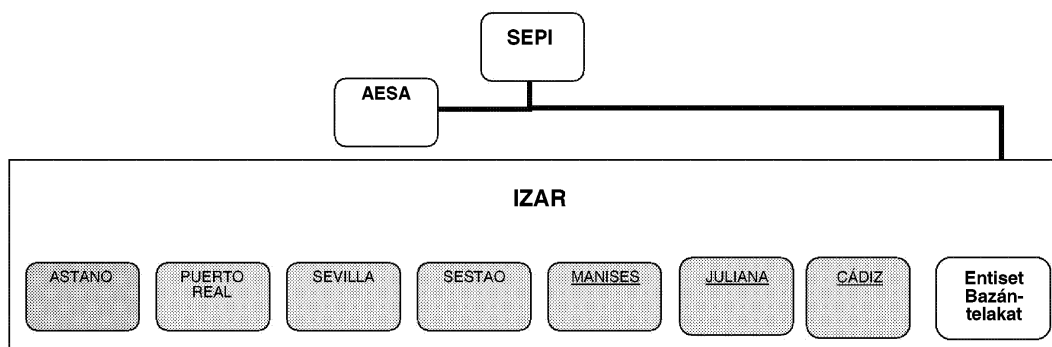 SEPI
AESA
IZAR
ASTANO
PUERTO
REAL
SEVILLA
SESTAO
MANISES
JULIANA
CÁDIZ
Entiset
Bazán-
telakat